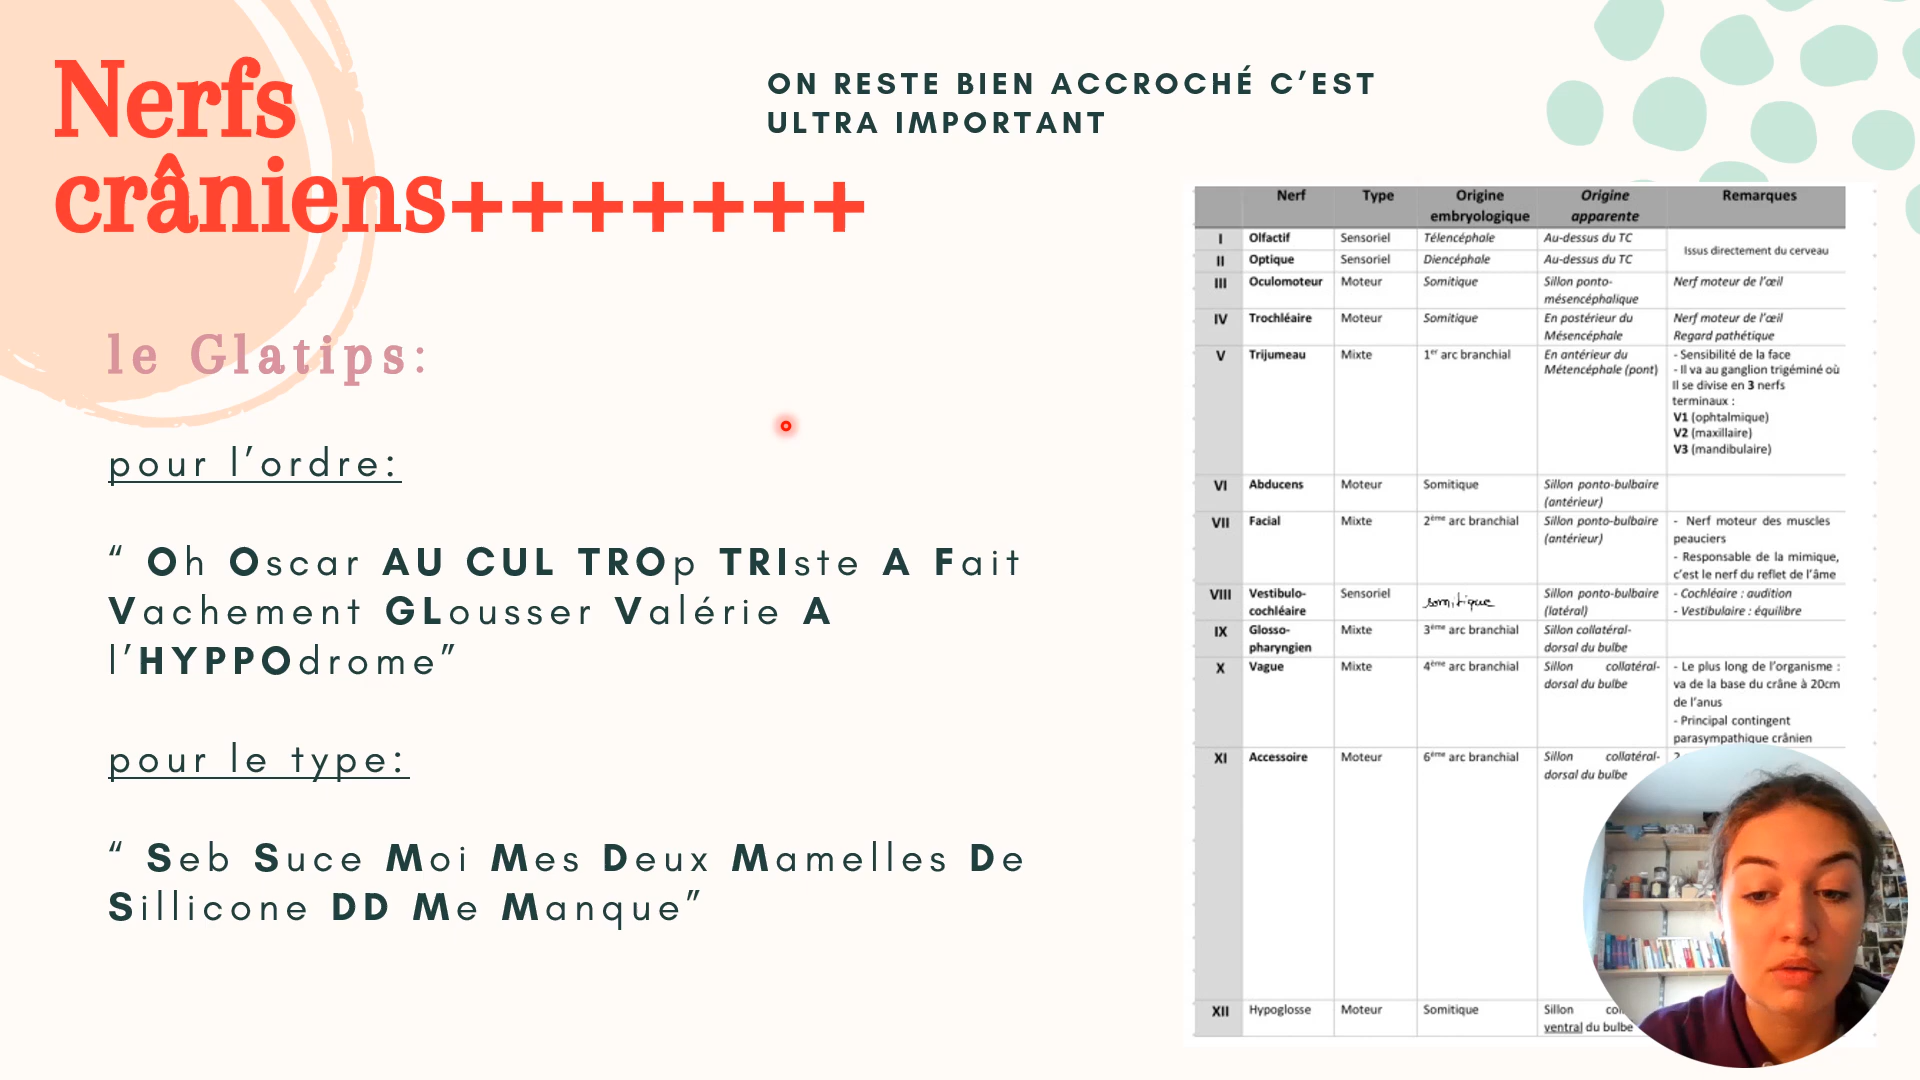 Nerfs
crâniens+++++++
ON RESTE BIEN ACCROCHÉ C’EST
ULTRA IMPORTANT
le Glatips:
pour l’ordre:
“ Oh Oscar AU CUL TROp TRIste A Fait
Vachement GLousser Valérie A
l’HYPPOdrome”
pour le type:
“ Seb Suce Moi Mes Deux Mamelles De
Sillicone DD Me Manque”
Nerf Type Origine embryologique Origine apparente Remarques
I Olfactif Sensoriel Télencéphale Au-dessus du TC Issus directement du cerveau
II Optique Sensoriel Diencéphale Au-dessus du TC
III Oculomoteur Moteur Somitique Sillon ponto-
mésencéphalique
Nerf moteur de l’œil
IV Trochléaire Moteur Somitique En postérieur du
Mésencéphale
Nerf moteur de l’œil
Regard pathétique
V Trijumeau Mixte 1er arc branchial En antérieur du
Métencéphale (pont)
- Sensibilité de la face
- Il va au ganglion trigéminé où
Il se divise en 3 nerfs
terminaux :
V1 (ophtalmique)
V2 (maxillaire)
V3 (mandibulaire)
VI Abducens Moteur Somitique Sillon ponto-bulbaire
(antérieur)
VII Facial Mixte 2ème arc branchial Sillon ponto-bulbaire
(antérieur)
- Nerf moteur des muscles
peauciers
- Responsable de la mimique,
c’est le nerf du reflet de l’âme
VIII Vestibulo-
cochléaire
Sensoriel somitique Sillon ponto-bulbaire
(latéral)
- Cochléaire : audition
- Vestibulaire : équilibre
IX Glosso-
pharyngien
Mixte 3ème arc branchial Sillon collatéral-
dorsal du bulbe
X Vague Mixte 4ème arc branchial Sillon collatéral-
dorsal du bulbe
- Le plus long de l’organisme :
va de la base du crâne à 20cm
de l’anus
- Principal contingent
parasympathique crânien
XI Accessoire Moteur 6ème arc branchial Sillon collatéral-
dorsal du bulbe
XII Hypoglosse Moteur Somitique Sillon
ventral du bulbe